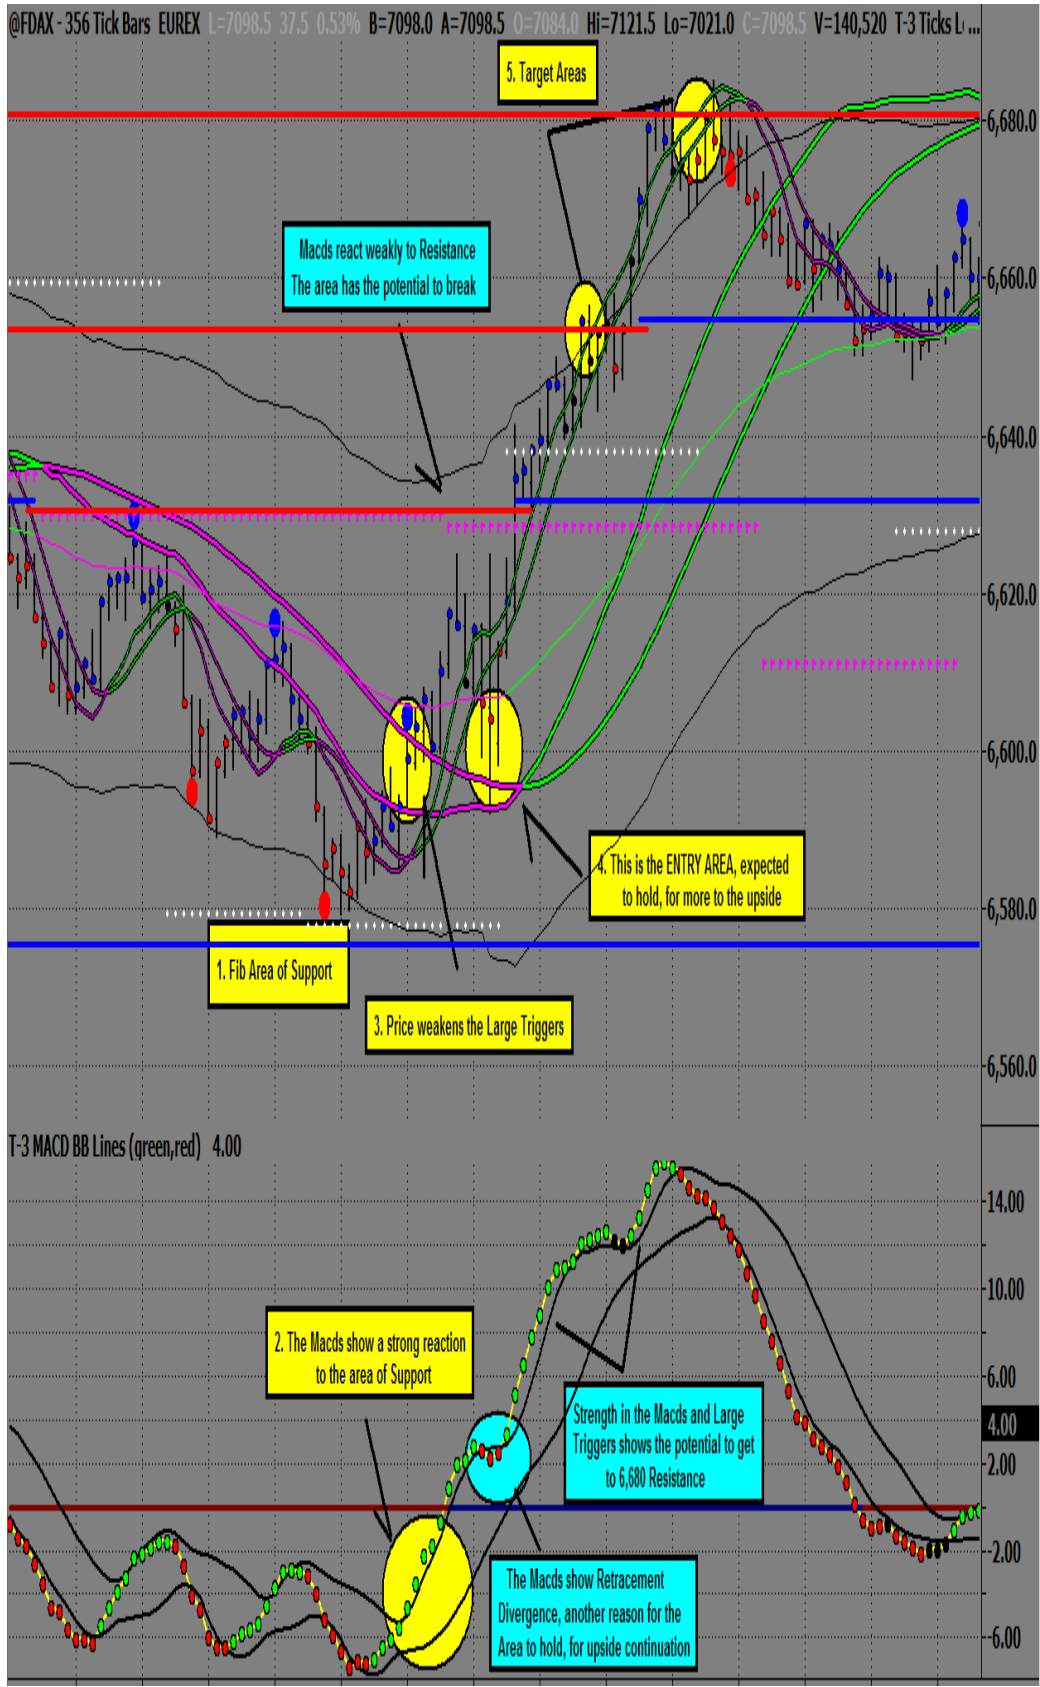 @FDAX - 356 Tick Bars EUREX L=7098.5 37.5 0.53% B=7098.0 A=7098.5 O=7084.0 Hi=7121.5 Lo=7021.0 C=7098.5 V=140,520 T-3 Ticks L(...
5. Target Areas
6,680.0
Macds react weakly to Resistance
The area has the potential to break
6,660.0
6,640.0
6,620.0
6,600.0
4. This is the ENTRY AREA, expected
to hold, for more to the upside
6,580.0
1. Fib Area of Support
3. Price weakens the Large Triggers
6,560.0
T-3 MACD BB Lines (green,red) 4.00
14.00
10.00
2. The Macds show a strong reaction
to the area of Support
6.00
Strength in the Macds and Large
Triggers shows the potential to get
to 6,680 Resistance
4.00
2.00
-2.00
The Macds show Retracement
Divergence, another reason for the
Area to hold, for upside continuation
-6.00